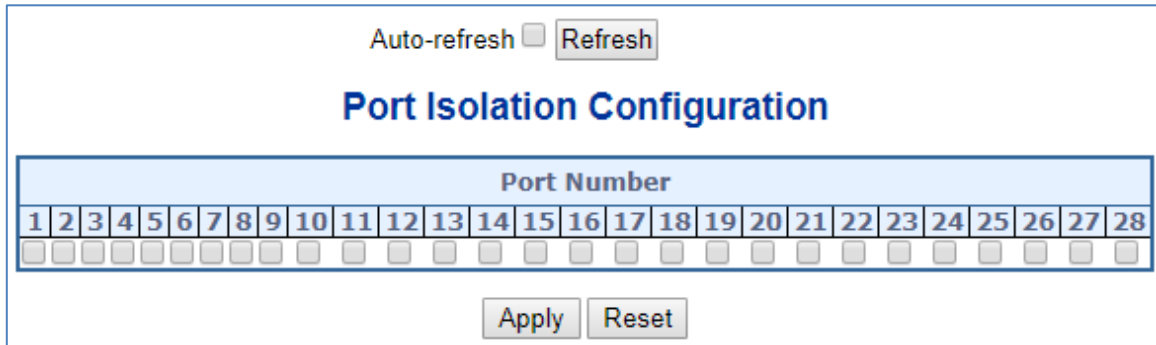 Auto-refresh Refresh
Port Isolation Configuration
Port Number
1 2 3 4 5 6 7 8 9 10 11 12 13 14 15 16 17 18 19 20 21 22 23 24 25 26 27 28
Apply Reset